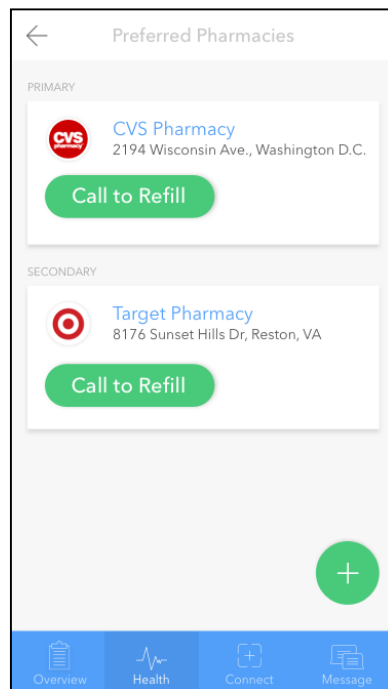 Preferred Pharmacies
PRIMARY
CVS
pharmacy
CVS Pharmacy
2194 Wisconsin Ave., Washington D.C.
Call to Refill
SECONDARY
Target Pharmacy
8176 Sunset Hills Dr, Reston, VA
Call to Refill
Overview
Health
Connect
Message